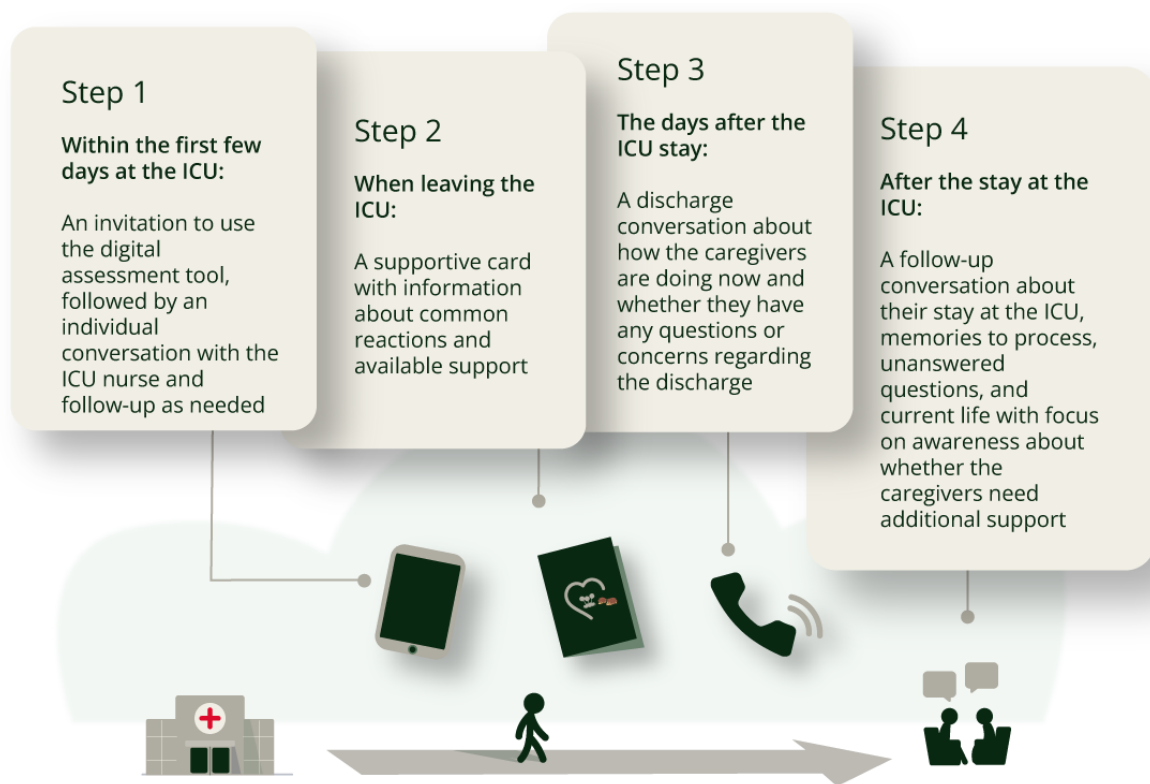 Step 1
Within the first few
days at the ICU:
An invitation to use
the digital
assessment tool,
followed by an
individual
conversation with the
ICU nurse and
follow-up as needed
Step 2
When leaving the
ICU:
A supportive card
with information
about common
reactions and
available support
Step 3
The days after the
ICU stay:
A discharge
conversation about
how the caregivers
are doing now and
whether they have
any questions or
concerns regarding
the discharge
Step 4
After the stay at the
ICU:
A follow-up
conversation about
their stay at the ICU,
memories to process,
unanswered
questions, and
current life with focus
on awareness about
whether the
caregivers need
additional support